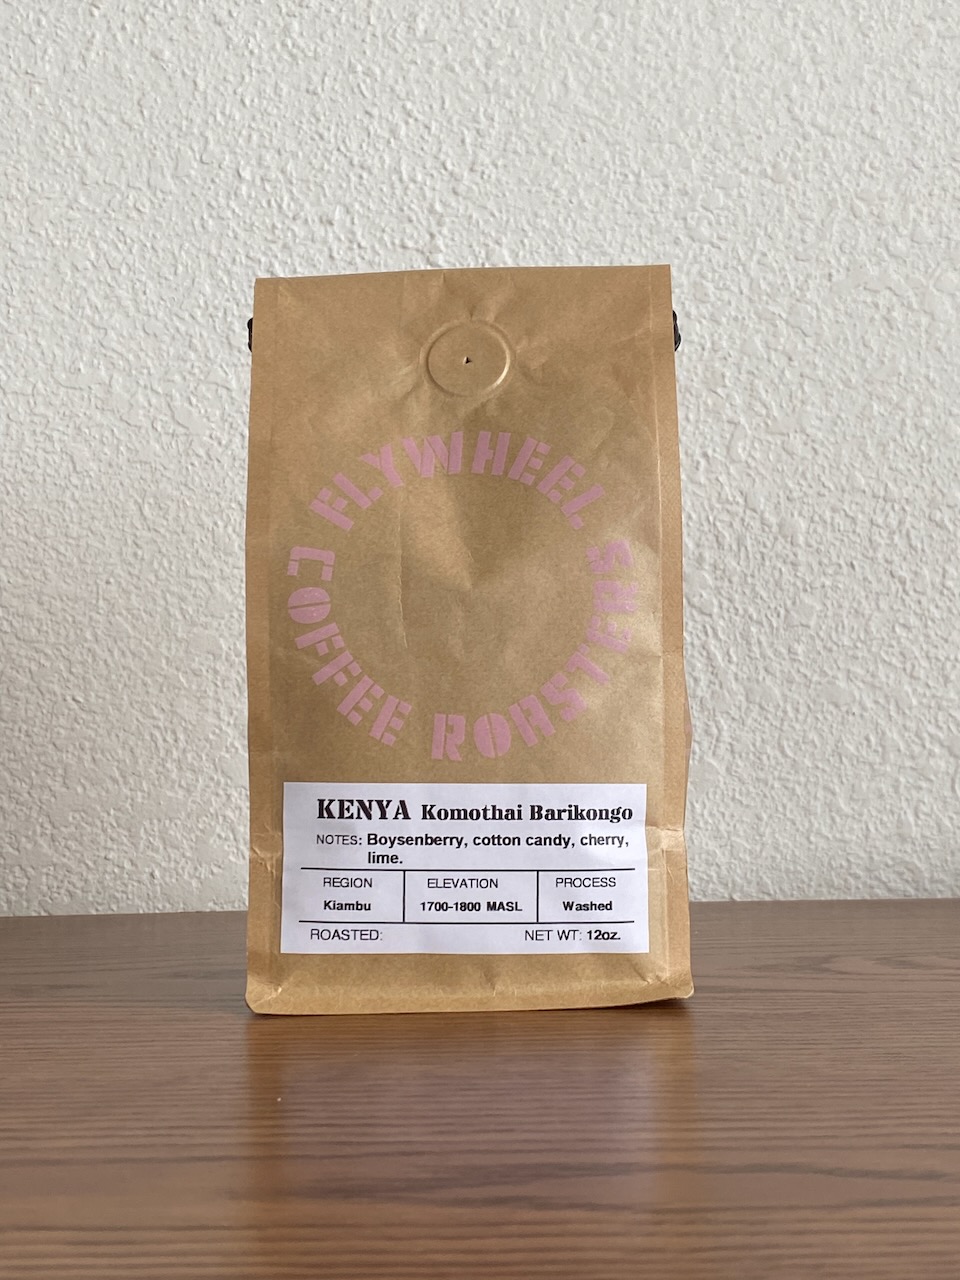 FLYWHEEL
COFFEE ROASTERS
KENYA Komothai Barikongo
NOTES: Boysenberry, cotton candy, cherry,
lime.
REGION ELEVATION PROCESS
Kiambu 1700-1800 MASL Washed
ROASTED: NET WT: 12oz.